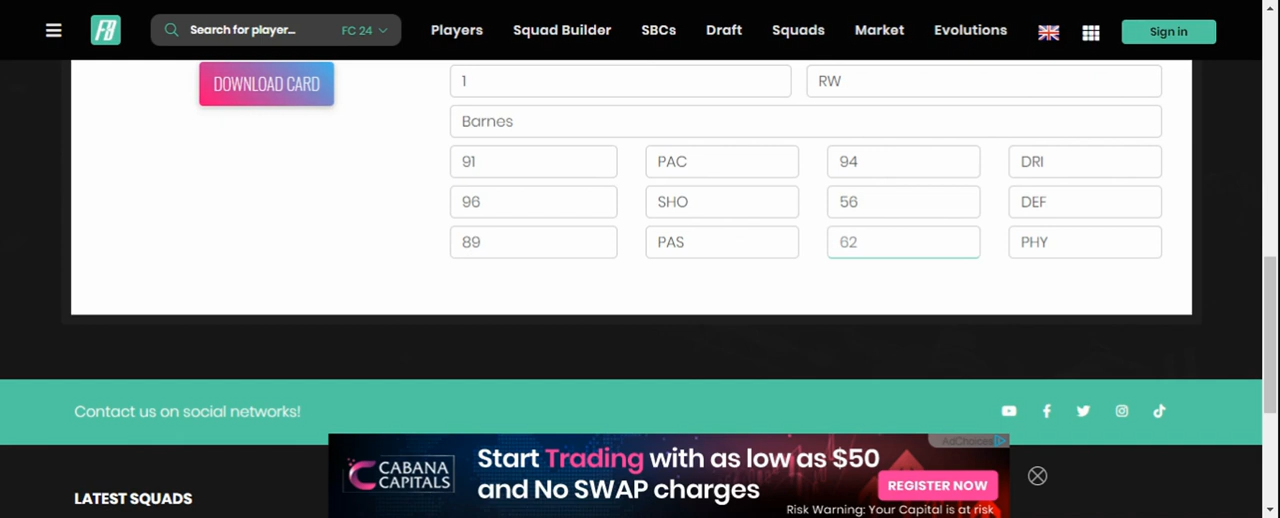 FB Search for player... FC 24 Players Squad Builder SBCs Draft Squads Market Evolutions Sign in
DOWNLOAD CARD
1 RW
Barnes
91 PAC 94 DRI
96 SHO 56 DEF
89 PAS 62 PHY
Contact us on social networks!
AdChoices
CABANA CAPITALS
Start Trading with as low as $50
and No SWAP charges
REGISTER NOW
Risk Warning: Your Capital is at risk
LATEST SQUADS